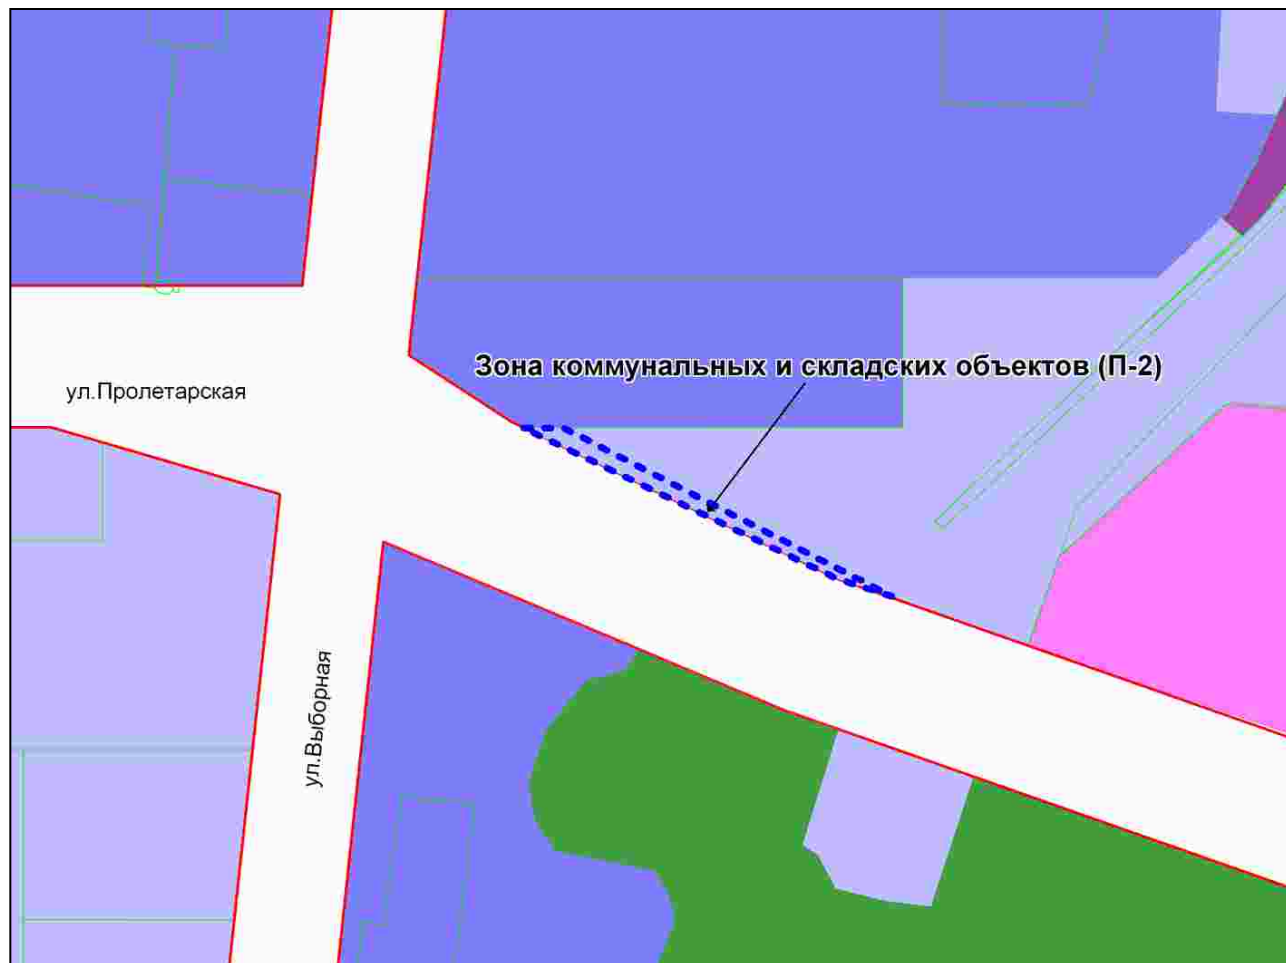 Зона коммунальных и складских объектов (П-2)
ул.Пролетарская
ул.Выборная